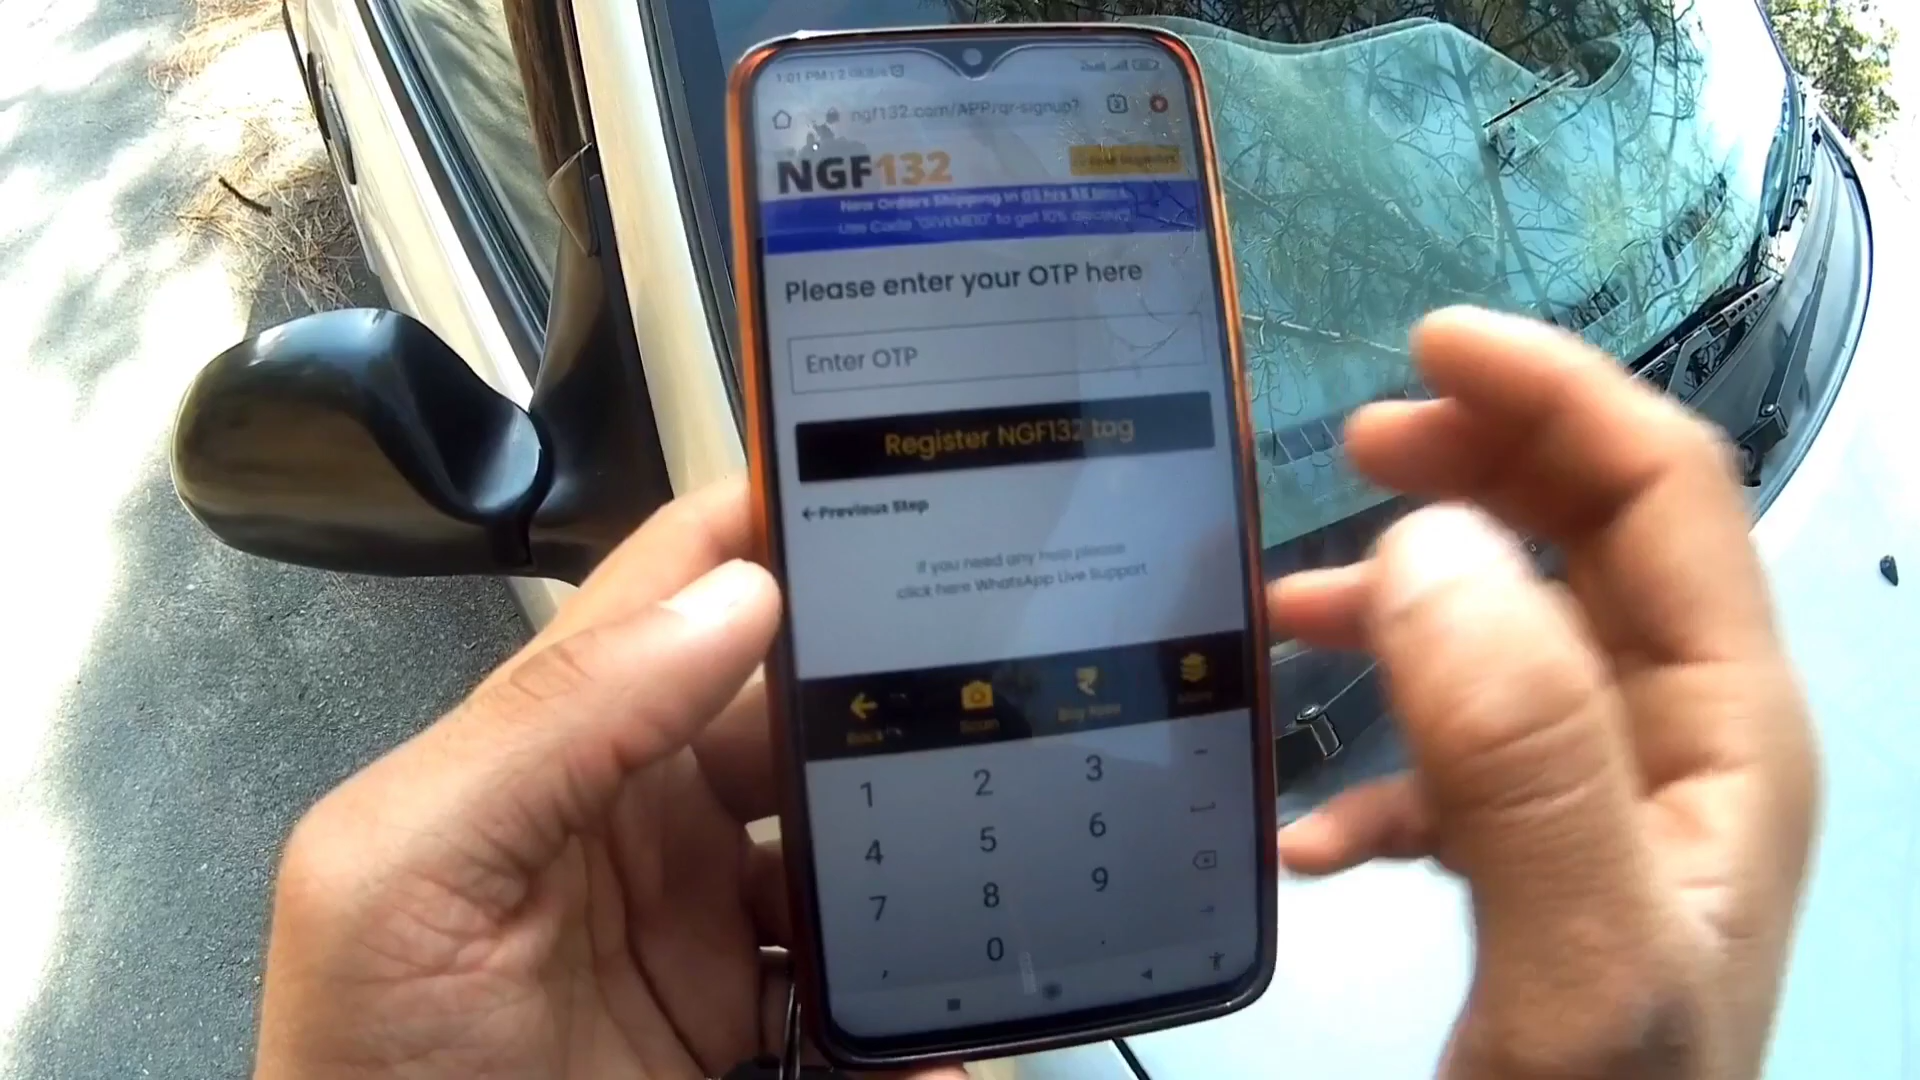 1:01 PM
ngf132.com/APP/qr-signup?
NGF132
New Orders Shipping in 03 hrs 58 mins
Use Code "GIVEME10" to get 10% discount
Please enter your OTP here
Enter OTP
Register NGF132 tag
←Previous Step
If you need any help please
click here WhatsApp Live Support
Back Scan Buy Now More
1 2 3 -
4 5 6
7 8 9
, 0 .